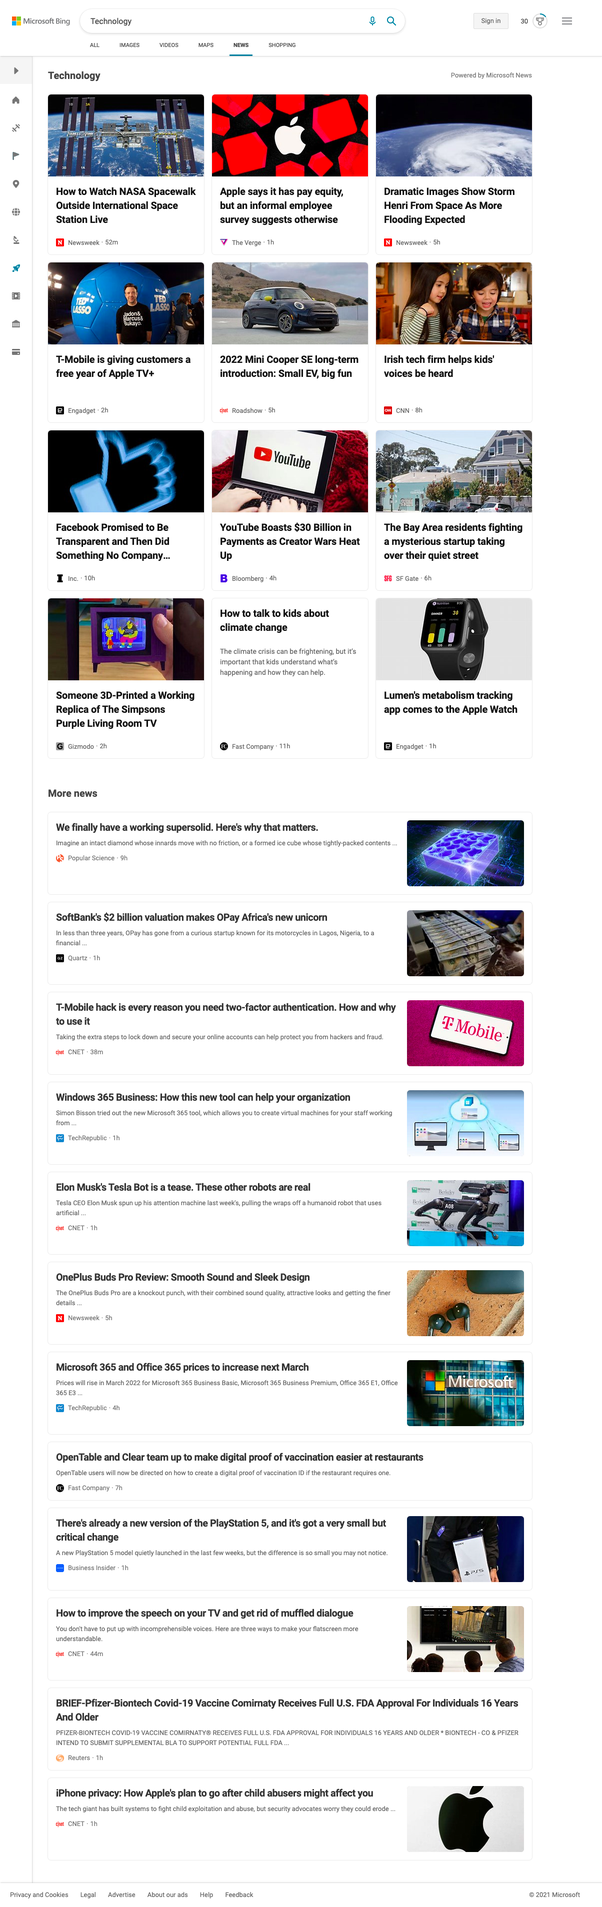 Microsoft Bing
Technology
Sign in
30
ALL
IMAGES
VIDEOS
MAPS
NEWS
SHOPPING
Technology
Powered by Microsoft News
How to Watch NASA Spacewalk
Outside International Space
Station Live
Newsweek · 52m
Apple says it has pay equity,
but an informal employee
survey suggests otherwise
The Verge · 1h
Dramatic Images Show Storm
Henri From Space As More
Flooding Expected
Newsweek · 5h
TED
LASSO
TED
LASSO
T-Mobile is giving customers a
free year of Apple TV+
Engadget · 2h
2022 Mini Cooper SE long-term
introduction: Small EV, big fun
Roadshow · 5h
Irish tech firm helps kids'
voices be heard
CNN · 8h
Facebook Promised to Be
Transparent and Then Did
Something No Company...
Inc. · 10h
YouTube
YouTube Boasts $30 Billion in
Payments as Creator Wars Heat
Up
Bloomberg · 4h
The Bay Area residents fighting
a mysterious startup taking
over their quiet street
SF Gate · 6h
Someone 3D-Printed a Working
Replica of The Simpsons
Purple Living Room TV
Gizmodo · 2h
How to talk to kids about
climate change
The climate crisis can be frightening, but it's
important that kids understand what's
happening and how they can help.
Fast Company · 11h
Lumen's metabolism tracking
app comes to the Apple Watch
Engadget · 1h
More news
We finally have a working supersolid. Here's why that matters.
Imagine an intact diamond whose innards move with no friction, or a formed ice cube whose tightly-packed contents ...
Popular Science · 9h
SoftBank's $2 billion valuation makes OPay Africa's new unicorn
In less than three years, OPay has gone from a curious startup known for its motorcycles in Lagos, Nigeria, to a
financial ...
Quartz · 1h
T-Mobile hack is every reason you need two-factor authentication. How and why
to use it
Taking the extra steps to lock down and secure your online accounts can help protect you from hackers and fraud.
CNET · 38m
T Mobile
Windows 365 Business: How this new tool can help your organization
Simon Bisson tried out the new Microsoft 365 tool, which allows you to create virtual machines for your staff working
from ...
TechRepublic · 1h
Elon Musk's Tesla Bot is a tease. These other robots are real
Tesla CEO Elon Musk spun up his attention machine last week's, pulling the wraps off a humanoid robot that uses
artificial ...
CNET · 1h
OnePlus Buds Pro Review: Smooth Sound and Sleek Design
The OnePlus Buds Pro are a knockout punch, with their combined sound quality, attractive looks and getting the finer
details ...
Newsweek · 5h
Microsoft 365 and Office 365 prices to increase next March
Prices will rise in March 2022 for Microsoft 365 Business Basic, Microsoft 365 Business Premium, Office 365 E1, Office
365 E3 ...
TechRepublic · 4h
Microsoft
OpenTable and Clear team up to make digital proof of vaccination easier at restaurants
OpenTable users will now be directed on how to create a digital proof of vaccination ID if the restaurant requires one.
Fast Company · 7h
There's already a new version of the PlayStation 5, and it's got a very small but
critical change
A new PlayStation 5 model quietly launched in the last few weeks, but the difference is so small you may not notice.
Business Insider · 1h
PS5
How to improve the speech on your TV and get rid of muffled dialogue
You don't have to put up with incomprehensible voices. Here are three ways to make your flatscreen more
understandable.
CNET · 44m
BRIEF-Pfizer-Biontech Covid-19 Vaccine Comirnaty Receives Full U.S. FDA Approval For Individuals 16 Years
And Older
PFIZER-BIONTECH COVID-19 VACCINE COMIRNATY® RECEIVES FULL U.S. FDA APPROVAL FOR INDIVIDUALS 16 YEARS AND OLDER * BIONTECH - CO & PFIZER
INTEND TO SUBMIT SUPPLEMENTAL BLA TO SUPPORT POTENTIAL FULL FDA ...
Reuters · 1h
iPhone privacy: How Apple's plan to go after child abusers might affect you
The tech giant has built systems to fight child exploitation and abuse, but security advocates worry they could erode ...
CNET · 1h
Privacy and Cookies
Legal
Advertise
About our ads
Help
Feedback
© 2021 Microsoft